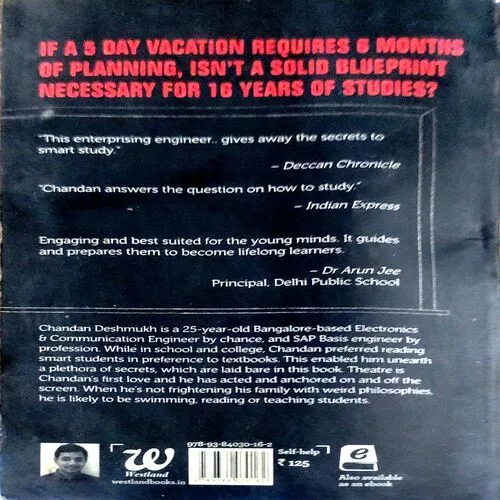 IF A 5 DAY VACATION REQUIRES 6 MONTHS
OF PLANNING, ISN'T A SOLID BLUEPRINT
NECESSARY FOR 16 YEARS OF STUDIES?
"This enterprising engineer.. gives away the secrets to
smart study."
– Deccan Chronicle
"Chandan answers the question on how to study."
– Indian Express
Engaging and best suited for the young minds. It guides
and prepares them to become lifelong learners.
– Dr Arun Jee
Principal, Delhi Public School
Chandan Deshmukh is a 25-year-old Bangalore-based Electronics
& Communication Engineer by chance, and SAP Basis engineer by
profession. While in school and college, Chandan preferred reading
smart students in preference to textbooks. This enabled him unearth
a plethora of secrets, which are laid bare in this book. Theatre is
Chandan's first love and he has acted and anchored on and off the
screen. When he's not frightening his family with weird philosophies,
he is likely to be swimming, reading or teaching students.
W
Westland
westlandbooks.in
978-93-84030-16-2
Self-help
₹ 125
e
Also available
as an ebook